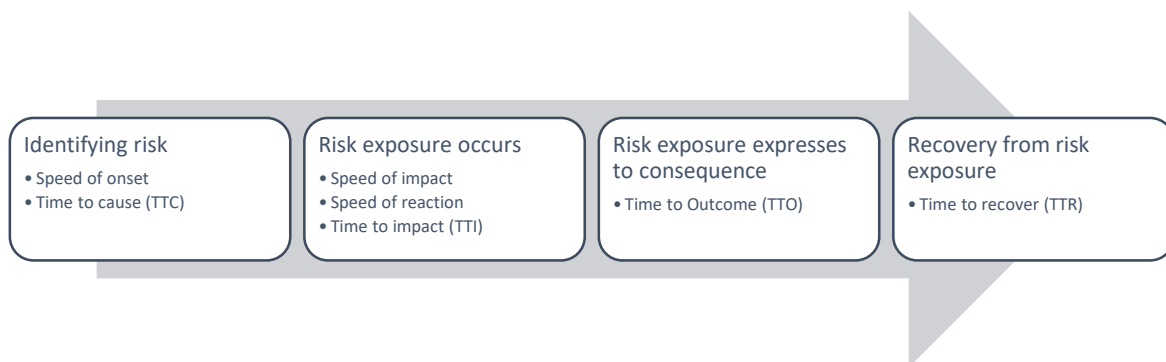 Identifying risk
• Speed of onset
• Time to cause (TTC)
Risk exposure occurs
• Speed of impact
• Speed of reaction
• Time to impact (TTI)
Risk exposure expresses
to consequence
• Time to Outcome (TTO)
Recovery from risk
exposure
• Time to recover (TTR)